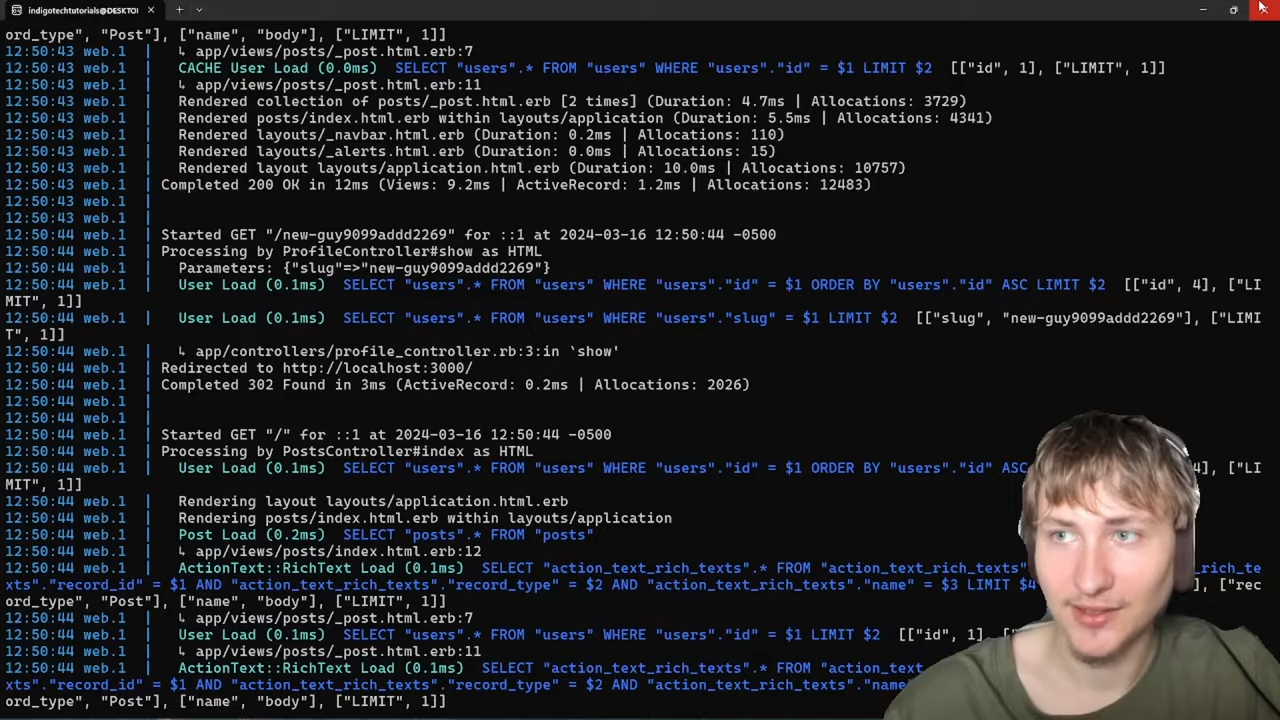 indigotechtutorials@DESKTO
ord_type", "Post"], ["name", "body"], ["LIMIT", 1]]
12:50:43 web.1 | ↳ app/views/posts/_post.html.erb:7
12:50:43 web.1 | CACHE User Load (0.0ms) SELECT "users".* FROM "users" WHERE "users"."id" = $1 LIMIT $2 [["id", 1], ["LIMIT", 1]]
12:50:43 web.1 | ↳ app/views/posts/_post.html.erb:11
12:50:43 web.1 | Rendered collection of posts/_post.html.erb [2 times] (Duration: 4.7ms | Allocations: 3729)
12:50:43 web.1 | Rendered posts/index.html.erb within layouts/application (Duration: 5.5ms | Allocations: 4341)
12:50:43 web.1 | Rendered layouts/_navbar.html.erb (Duration: 0.2ms | Allocations: 110)
12:50:43 web.1 | Rendered layouts/_alerts.html.erb (Duration: 0.0ms | Allocations: 15)
12:50:43 web.1 | Rendered layout layouts/application.html.erb (Duration: 10.0ms | Allocations: 10757)
12:50:43 web.1 | Completed 200 OK in 12ms (Views: 9.2ms | ActiveRecord: 1.2ms | Allocations: 12483)
12:50:43 web.1 |
12:50:43 web.1 |
12:50:44 web.1 | Started GET "/new-guy9099addd2269" for ::1 at 2024-03-16 12:50:44 -0500
12:50:44 web.1 | Processing by ProfileController#show as HTML
12:50:44 web.1 | Parameters: {"slug"=>"new-guy9099addd2269"}
12:50:44 web.1 | User Load (0.1ms) SELECT "users".* FROM "users" WHERE "users"."id" = $1 ORDER BY "users"."id" ASC LIMIT $2 [["id", 4], ["LI
MIT", 1]]
12:50:44 web.1 | User Load (0.1ms) SELECT "users".* FROM "users" WHERE "users"."slug" = $1 LIMIT $2 [["slug", "new-guy9099addd2269"], ["LIMI
T", 1]]
12:50:44 web.1 | ↳ app/controllers/profile_controller.rb:3:in `show'
12:50:44 web.1 | Redirected to http://localhost:3000/
12:50:44 web.1 | Completed 302 Found in 3ms (ActiveRecord: 0.2ms | Allocations: 2026)
12:50:44 web.1 |
12:50:44 web.1 |
12:50:44 web.1 | Started GET "/" for ::1 at 2024-03-16 12:50:44 -0500
12:50:44 web.1 | Processing by PostsController#index as HTML
12:50:44 web.1 | User Load (0.1ms) SELECT "users".* FROM "users" WHERE "users"."id" = $1 ORDER BY "users"."id" ASC 4], ["LI
MIT", 1]]
12:50:44 web.1 | Rendering layout layouts/application.html.erb
12:50:44 web.1 | Rendering posts/index.html.erb within layouts/application
12:50:44 web.1 | Post Load (0.2ms) SELECT "posts".* FROM "posts"
12:50:44 web.1 | ↳ app/views/posts/index.html.erb:12
12:50:44 web.1 | ActionText::RichText Load (0.1ms) SELECT "action_text_rich_texts".* FROM "action_text_rich_texts" _rich_te
xts"."record_id" = $1 AND "action_text_rich_texts"."record_type" = $2 AND "action_text_rich_texts"."name" = $3 LIMIT $4 ], ["rec
ord_type", "Post"], ["name", "body"], ["LIMIT", 1]]
12:50:44 web.1 | ↳ app/views/posts/_post.html.erb:7
12:50:44 web.1 | User Load (0.1ms) SELECT "users".* FROM "users" WHERE "users"."id" = $1 LIMIT $2 [["id", 1],
12:50:44 web.1 | ↳ app/views/posts/_post.html.erb:11
12:50:44 web.1 | ActionText::RichText Load (0.1ms) SELECT "action_text_rich_texts".* FROM "action_text
xts"."record_id" = $1 AND "action_text_rich_texts"."record_type" = $2 AND "action_text_rich_texts"."name"
ord_type", "Post"], ["name", "body"], ["LIMIT", 1]]